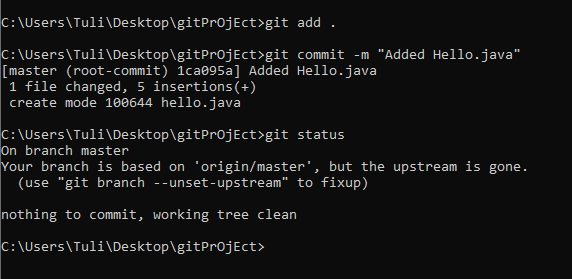 C:\Users\Tuli\Desktop\gitPrOjEct>git add .
C:\Users\Tuli\Desktop\gitPrOjEct>git commit -m "Added Hello.java"
[master (root-commit) 1ca095a] Added Hello.java
 1 file changed, 5 insertions(+)
 create mode 100644 hello.java
C:\Users\Tuli\Desktop\gitPrOjEct>git status
On branch master
Your branch is based on 'origin/master', but the upstream is gone.
  (use "git branch --unset-upstream" to fixup)
nothing to commit, working tree clean
C:\Users\Tuli\Desktop\gitPrOjEct>